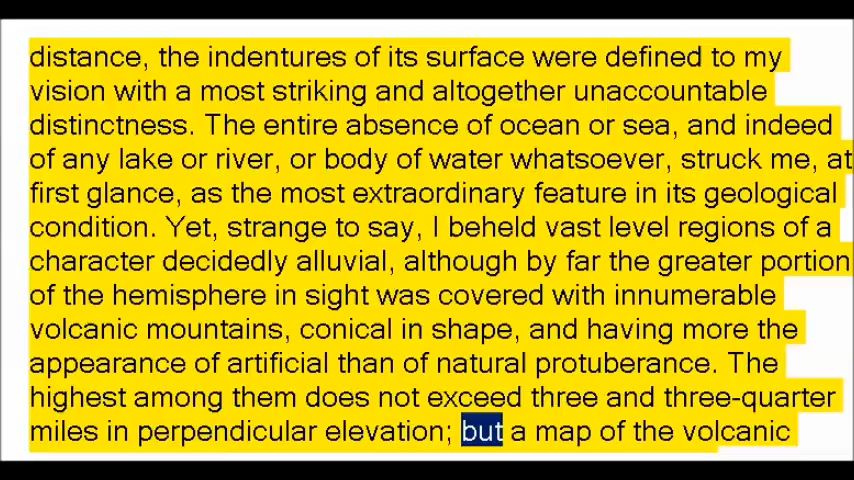 distance, the indentures of its surface were defined to my
vision with a most striking and altogether unaccountable
distinctness. The entire absence of ocean or sea, and indeed
of any lake or river, or body of water whatsoever, struck me, at
first glance, as the most extraordinary feature in its geological
condition. Yet, strange to say, I beheld vast level regions of a
character decidedly alluvial, although by far the greater portion
of the hemisphere in sight was covered with innumerable
volcanic mountains, conical in shape, and having more the
appearance of artificial than of natural protuberance. The
highest among them does not exceed three and three-quarter
miles in perpendicular elevation; but a map of the volcanic